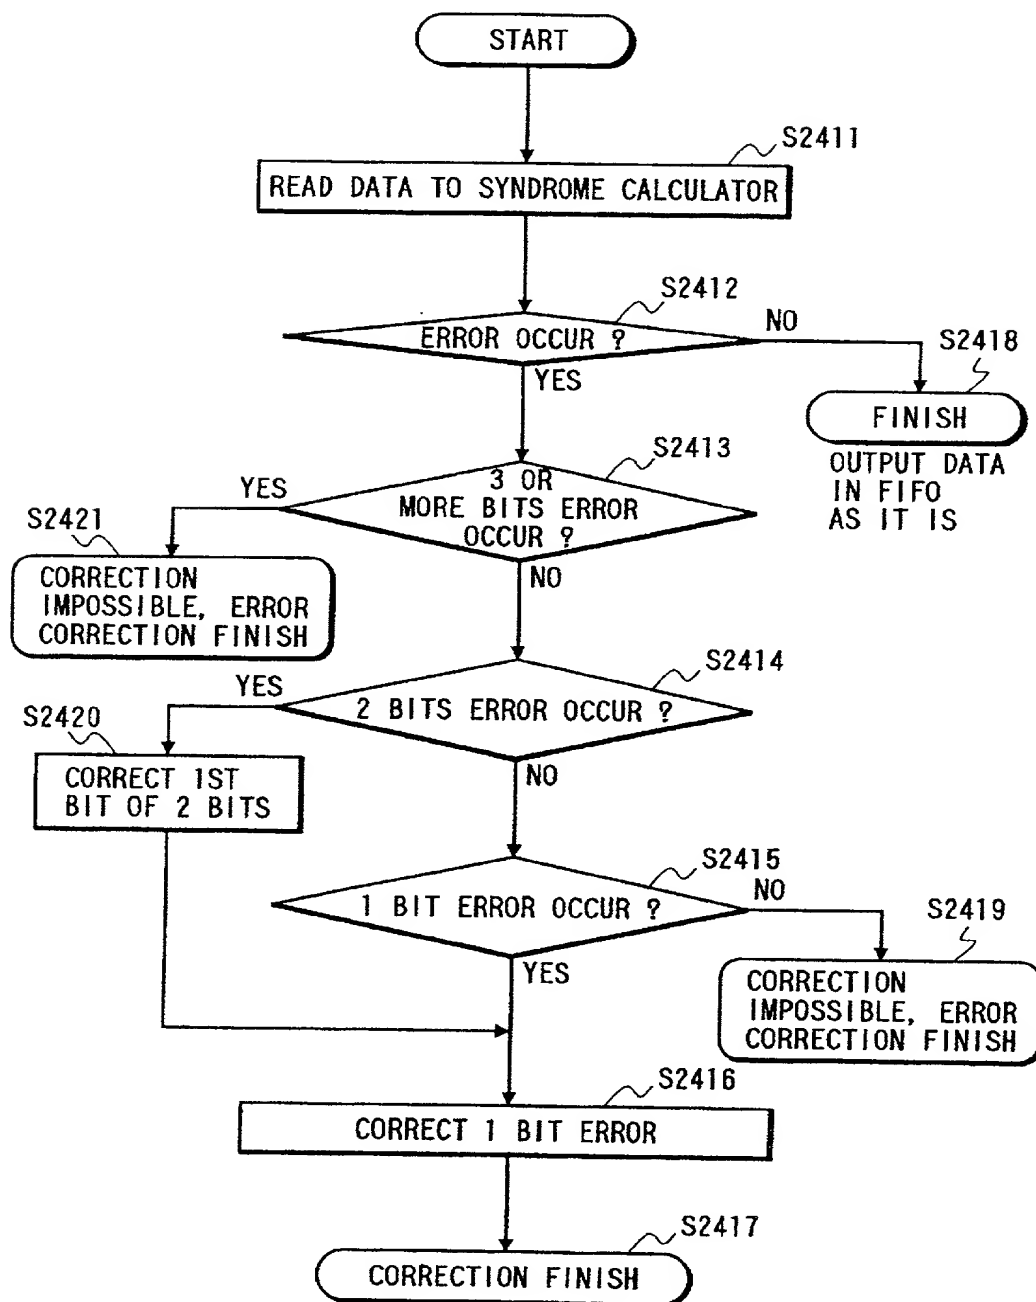 START
S2411
READ DATA TO SYNDROME CALCULATOR
S2412
ERROR OCCUR ?
NO
YES
S2418
FINISH
OUTPUT DATA
IN FIFO
AS IT IS
S2413
3 OR
MORE BITS ERROR
OCCUR ?
YES
NO
S2421
CORRECTION
IMPOSSIBLE, ERROR
CORRECTION FINISH
S2414
2 BITS ERROR OCCUR ?
YES
NO
S2420
CORRECT 1ST
BIT OF 2 BITS
S2415
1 BIT ERROR OCCUR ?
NO
YES
S2419
CORRECTION
IMPOSSIBLE, ERROR
CORRECTION FINISH
S2416
CORRECT 1 BIT ERROR
S2417
CORRECTION FINISH